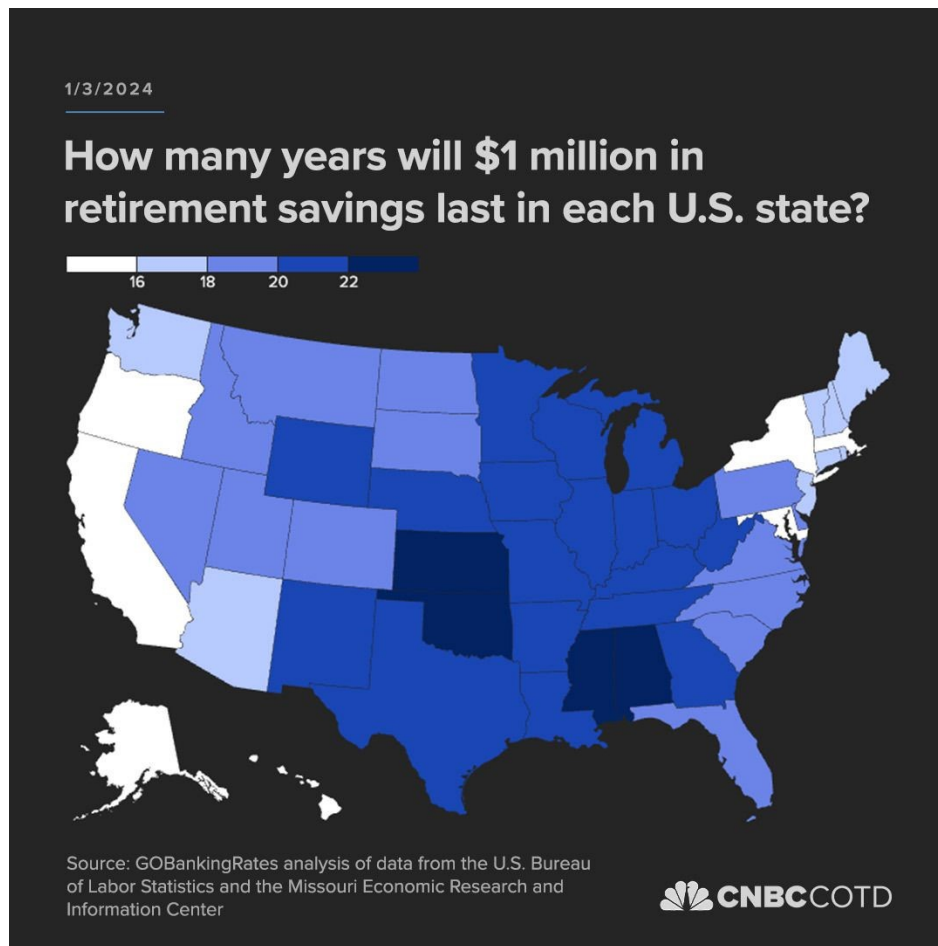 1/3/2024
How many years will $1 million in
retirement savings last in each U.S. state?
16 18 20 22
Source: GOBankingRates analysis of data from the U.S. Bureau
of Labor Statistics and the Missouri Economic Research and
Information Center
CNBCCOTD